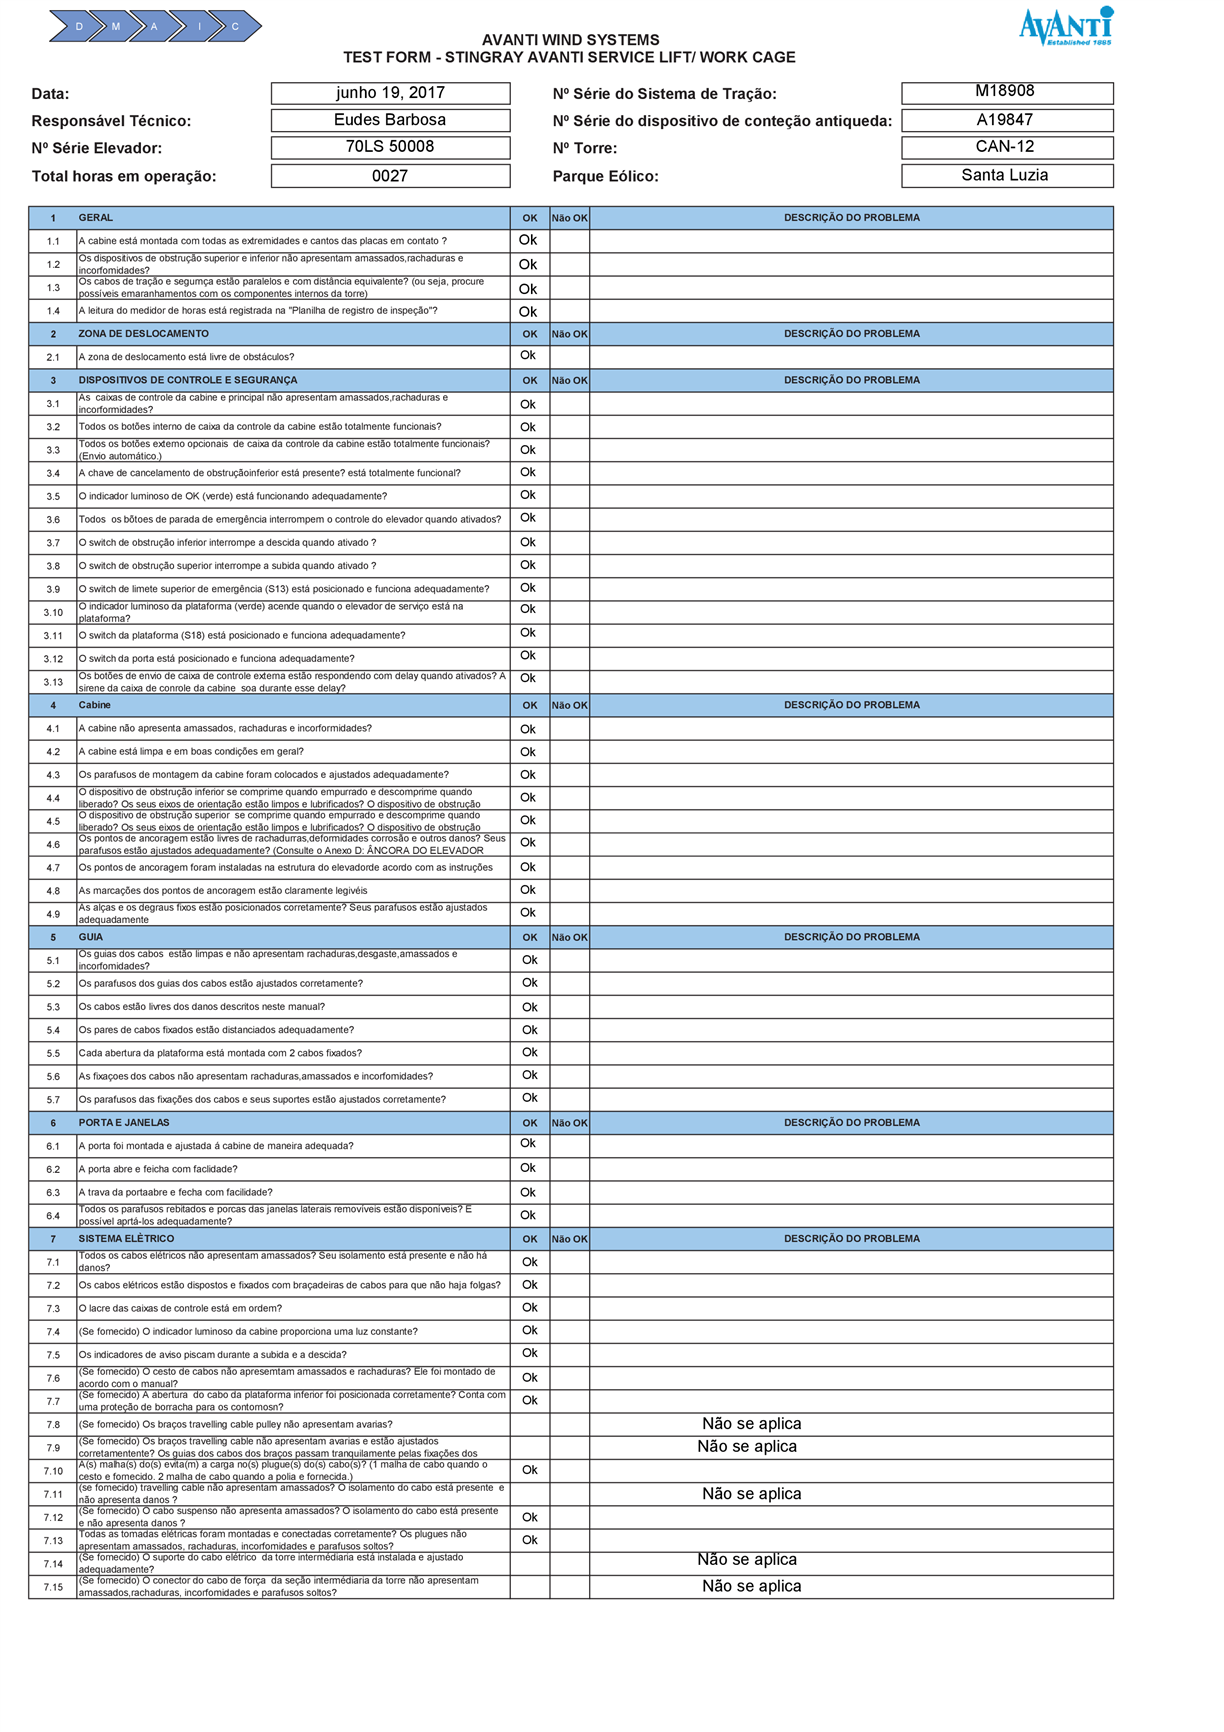 D M A I C
AVANTI
Established 1885
AVANTI WIND SYSTEMS
TEST FORM - STINGRAY AVANTI SERVICE LIFT/ WORK CAGE
Data: junho 19, 2017 Nº Série do Sistema de Tração: M18908
Responsável Técnico: Eudes Barbosa Nº Série do dispositivo de conteção antiqueda: A19847
Nº Série Elevador: 70LS 50008 Nº Torre: CAN-12
Total horas em operação: 0027 Parque Eólico: Santa Luzia
1 GERAL OK Não OK DESCRIÇÃO DO PROBLEMA
1.1 A cabine está montada com todas as extremidades e cantos das placas em contato ? Ok
1.2 Os dispositivos de obstrução superior e inferior não apresentam amassados,rachaduras e
incorfomidades? Ok
1.3 Os cabos de tração e segurnça estão paralelos e com distância equivalente? (ou seja, procure
possíveis emaranhamentos com os componentes internos da torre) Ok
1.4 A leitura do medidor de horas está registrada na "Planilha de registro de inspeção"? Ok
2 ZONA DE DESLOCAMENTO OK Não OK DESCRIÇÃO DO PROBLEMA
2.1 A zona de deslocamento está livre de obstáculos? Ok
3 DISPOSITIVOS DE CONTROLE E SEGURANÇA OK Não OK DESCRIÇÃO DO PROBLEMA
3.1 As caixas de controle da cabine e principal não apresentam amassados,rachaduras e
incorformidades? Ok
3.2 Todos os botões interno de caixa da controle da cabine estão totalmente funcionais? Ok
3.3 Todos os botões externo opcionais de caixa da controle da cabine estão totalmente funcionais?
(Envio automático.) Ok
3.4 A chave de cancelamento de obstruçãoinferior está presente? está totalmente funcional? Ok
3.5 O indicador luminoso de OK (verde) está funcionando adequadamente? Ok
3.6 Todos os bõtoes de parada de emergência interrompem o controle do elevador quando ativados? Ok
3.7 O switch de obstrução inferior interrompe a descida quando ativado ? Ok
3.8 O switch de obstrução superior interrompe a subida quando ativado ? Ok
3.9 O switch de limete superior de emergência (S13) está posicionado e funciona adequadamente? Ok
3.10 O indicador luminoso da plataforma (verde) acende quando o elevador de serviço está na
plataforma? Ok
3.11 O switch da plataforma (S18) está posicionado e funciona adequadamente? Ok
3.12 O switch da porta está posicionado e funciona adequadamente? Ok
3.13 Os botões de envio de caixa de controle externa estão respondendo com delay quando ativados? A
sirene da caixa de conrole da cabine soa durante esse delay? Ok
4 Cabine OK Não OK DESCRIÇÃO DO PROBLEMA
4.1 A cabine não apresenta amassados, rachaduras e incorformidades? Ok
4.2 A cabine está limpa e em boas condições em geral? Ok
4.3 Os parafusos de montagem da cabine foram colocados e ajustados adequadamente? Ok
4.4 O dispositivo de obstrução inferior se comprime quando empurrado e descomprime quando
liberado? Os seus eixos de orientação estão limpos e lubrificados? O dispositivo de obstrução Ok
4.5 O dispositivo de obstrução superior se comprime quando empurrado e descomprime quando
liberado? Os seus eixos de orientação estão limpos e lubrificados? O dispositivo de obstrução Ok
4.6 Os pontos de ancoragem estão livres de rachadurras,deformidades corrosão e outros danos? Seus
parafusos estão ajustados adequadamente? (Consulte o Anexo D: ÂNCORA DO ELEVADOR Ok
4.7 Os pontos de ancoragem foram instaladas na estrutura do elevadorde acordo com as instruções Ok
4.8 As marcações dos pontos de ancoragem estão claramente legivéis Ok
4.9 As alças e os degraus fixos estão posicionados corretamente? Seus parafusos estão ajustados
adequadamente Ok
5 GUIA OK Não OK DESCRIÇÃO DO PROBLEMA
5.1 Os guias dos cabos estão limpas e não apresentam rachaduras,desgaste,amassados e
incorfomidades? Ok
5.2 Os parafusos dos guias dos cabos estão ajustados corretamente? Ok
5.3 Os cabos estão livres dos danos descritos neste manual? Ok
5.4 Os pares de cabos fixados estão distanciados adequadamente? Ok
5.5 Cada abertura da plataforma está montada com 2 cabos fixados? Ok
5.6 As fixaçoes dos cabos não apresentam rachaduras,amassados e incorfomidades? Ok
5.7 Os parafusos das fixações dos cabos e seus suportes estão ajustados corretamente? Ok
6 PORTA E JANELAS OK Não OK DESCRIÇÃO DO PROBLEMA
6.1 A porta foi montada e ajustada á cabine de maneira adequada? Ok
6.2 A porta abre e feicha com faclidade? Ok
6.3 A trava da portaabre e fecha com facilidade? Ok
6.4 Todos os parafusos rebitados e porcas das janelas laterais removíveis estão disponíveis? E
possível aprtá-los adequadamente? Ok
7 SISTEMA ELÉTRICO OK Não OK DESCRIÇÃO DO PROBLEMA
7.1 Todos os cabos elétricos não apresentam amassados? Seu isolamento está presente e não há
danos? Ok
7.2 Os cabos elétricos estão dispostos e fixados com braçadeiras de cabos para que não haja folgas? Ok
7.3 O lacre das caixas de controle está em ordem? Ok
7.4 (Se fornecido) O indicador luminoso da cabine proporciona uma luz constante? Ok
7.5 Os indicadores de aviso piscam durante a subida e a descida? Ok
7.6 (Se fornecido) O cesto de cabos não apresemtam amassados e rachaduras? Ele foi montado de
acordo com o manual? Ok
7.7 (Se fornecido) A abertura do cabo da plataforma inferior foi posicionada corretamente? Conta com
uma proteção de borracha para os contornosn? Ok
7.8 (Se fornecido) Os braços travelling cable pulley não apresentam avarias? Não se aplica
7.9 (Se fornecido) Os braços travelling cable não apresentam avarias e estão ajustados
corretamentente? Os guias dos cabos dos braços passam tranquilamente pelas fixações dos Não se aplica
7.10 A(s) malha(s) do(s) evita(m) a carga no(s) plugue(s) do(s) cabo(s)? (1 malha de cabo quando o
cesto e fornecido. 2 malha de cabo quando a polia e fornecida.) Ok
7.11 (se fornecido) travelling cable não apresentam amassados? O isolamento do cabo está presente e
não apresenta danos ? Não se aplica
7.12 (Se fornecido) O cabo suspenso não apresenta amassados? O isolamento do cabo está presente
e não apresenta danos ? Ok
7.13 Todas as tomadas elétricas foram montadas e conectadas corretamente? Os plugues não
apresentam amassados, rachaduras, incorfomidades e parafusos soltos? Ok
7.14 (Se fornecido) O suporte do cabo elétrico da torre intermédiaria está instalada e ajustado
adequadamente? Não se aplica
7.15 (Se fornecido) O conector do cabo de força da seção intermédiaria da torre não apresentam
amassados,rachaduras, incorfomidades e parafusos soltos? Não se aplica